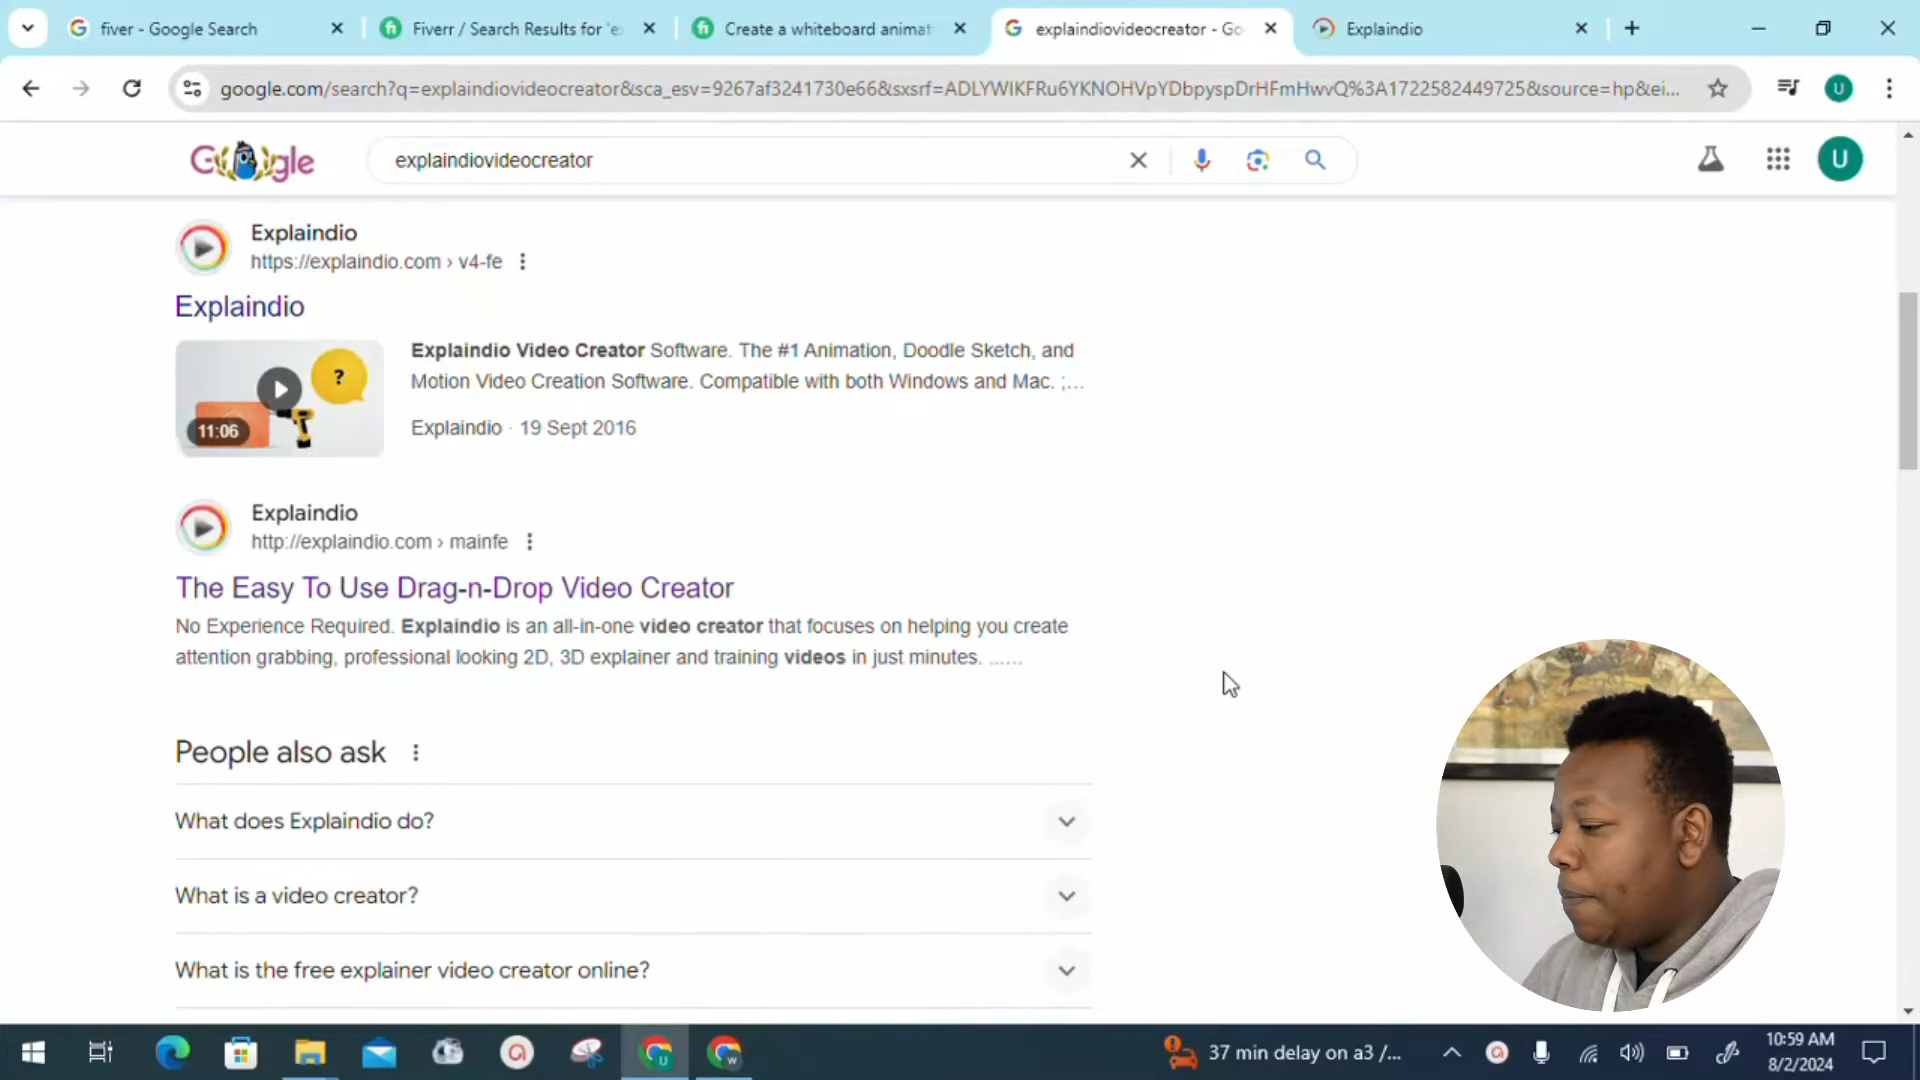 fiver - Google Search
Fiverr / Search Results for 'e
Create a whiteboard animat
explaindiovideocreator - Go
Explaindio
google.com/search?q=explaindiovideocreator&sca_esv=9267af3241730e66&sxsrf=ADLYWIKFRu6YKNOHVpYDbpyspDrHFmHwvQ%3A1722582449725&source=hp&ei...
U
Google
explaindiovideocreator
U
Explaindio
https://explaindio.com › v4-fe
Explaindio
?
11:06
Explaindio Video Creator Software. The #1 Animation, Doodle Sketch, and
Motion Video Creation Software. Compatible with both Windows and Mac. ;...
Explaindio · 19 Sept 2016
Explaindio
http://explaindio.com › mainfe
The Easy To Use Drag-n-Drop Video Creator
No Experience Required. Explaindio is an all-in-one video creator that focuses on helping you create
attention grabbing, professional looking 2D, 3D explainer and training videos in just minutes. ......
People also ask
What does Explaindio do?
What is a video creator?
What is the free explainer video creator online?
37 min delay on a3 /...
10:59 AM
8/2/2024